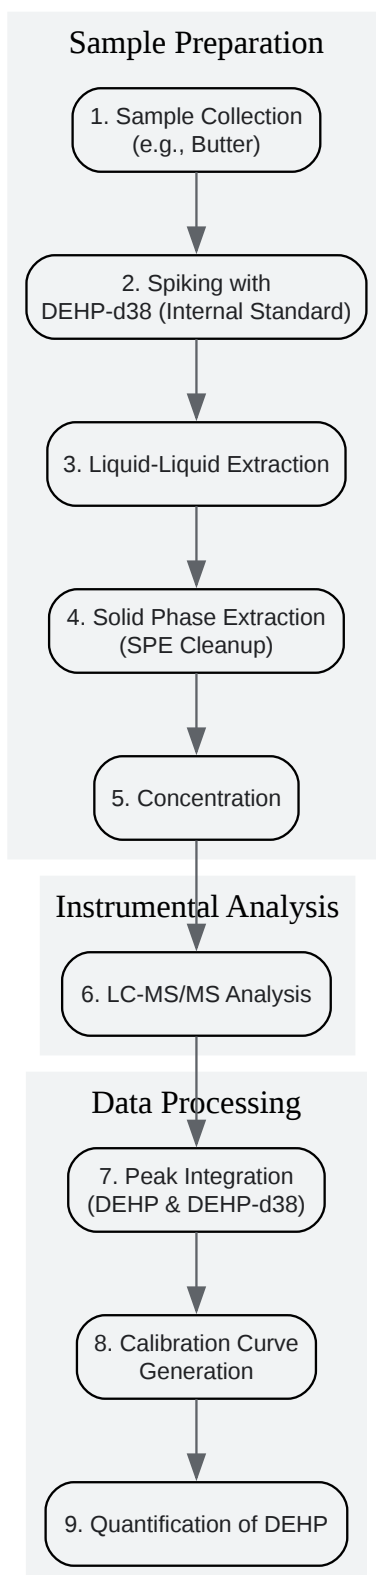 Sample Preparation
1. Sample Collection
(e.g., Butter)
2. Spiking with
DEHP-d38 (Internal Standard)
3. Liquid-Liquid Extraction
4. Solid Phase Extraction
(SPE Cleanup)
5. Concentration
Instrumental Analysis
6. LC-MS/MS Analysis
Data Processing
7. Peak Integration
(DEHP & DEHP-d38)
8. Calibration Curve
Generation
9. Quantification of DEHP